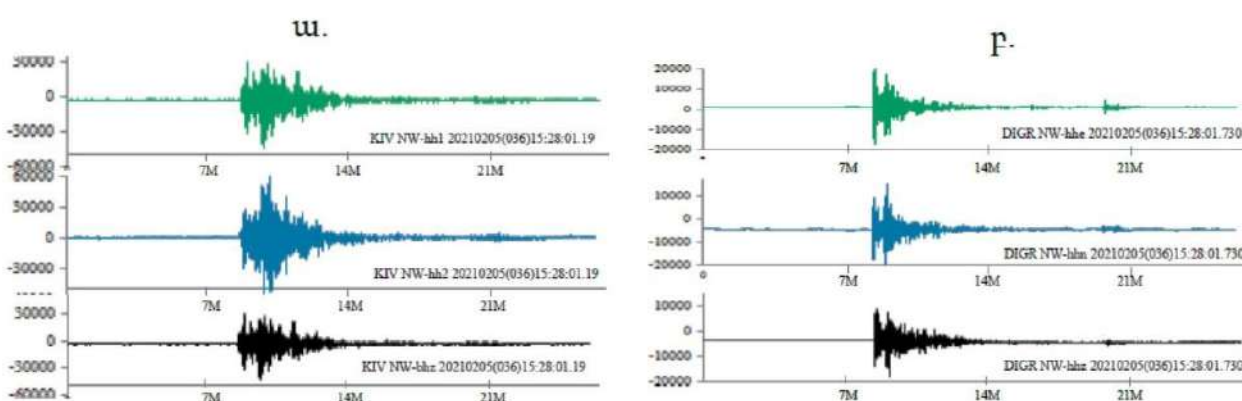 ա.
30000
0
-30000
-60000
KIV NW-hh1 20210205(036)15:28:01.19
7M 14M 21M
60000
30000
0
-30000
KIV NW-hh2 20210205(036)15:28:01.19
7M 14M 21M
30000
0
-30000
-60000
KIV NW-hhz 20210205(036)15:28:01.19
7M 14M 21M
բ.
20000
10000
0
-10000
-20000
DIGR NW-hhe 20210205(036)15:28:01.730
7M 14M 21M
10000
0
-10000
-20000
DIGR NW-hhn 20210205(036)15:28:01.730
0 7M 14M 21M
10000
0
-10000
-20000
DIGR NW-hhz 20210205(036)15:28:01.730
7M 14M 21M